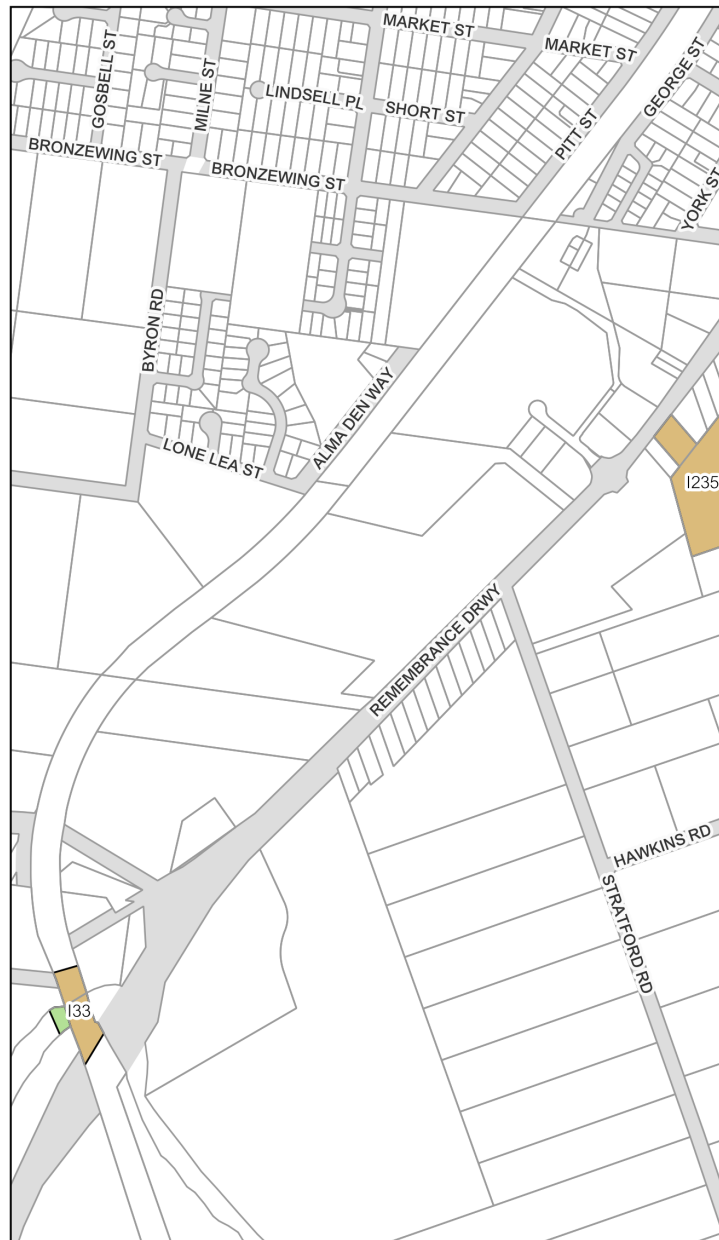 MARKET ST
MARKET ST
GOSBELL ST
MILNE ST
LINDSELL PL
SHORT ST
GEORGE ST
PITT ST
BRONZEWING ST
BRONZEWING ST
YORK ST
BYRON RD
ALMA DEN WAY
LONE LEA ST
I235
REMEMBRANCE DRWY
HAWKINS RD
STRATFORD RD
I33